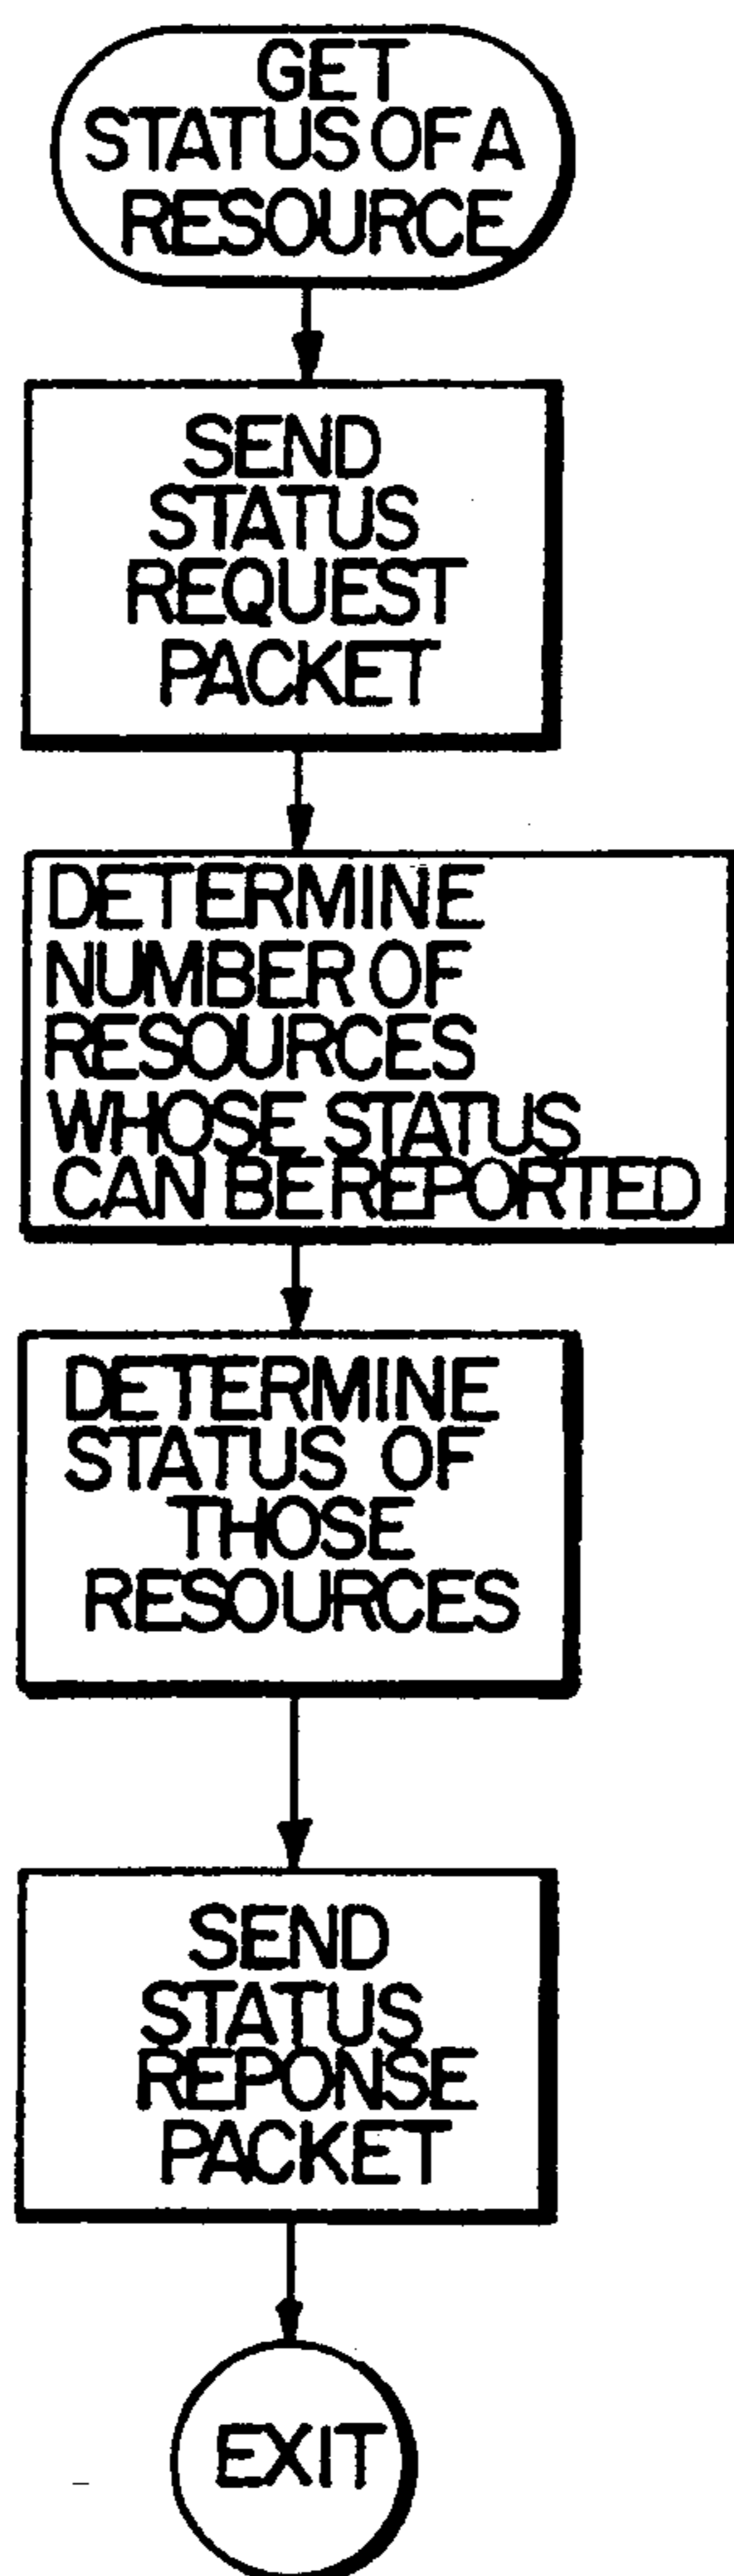 GET
STATUS OF A
RESOURCE
SEND
STATUS
REQUEST
PACKET
DETERMINE
NUMBER OF
RESOURCES
WHOSE STATUS
CAN BE REPORTED
DETERMINE
STATUS OF
THOSE
RESOURCES
SEND
STATUS
REPONSE
PACKET
EXIT